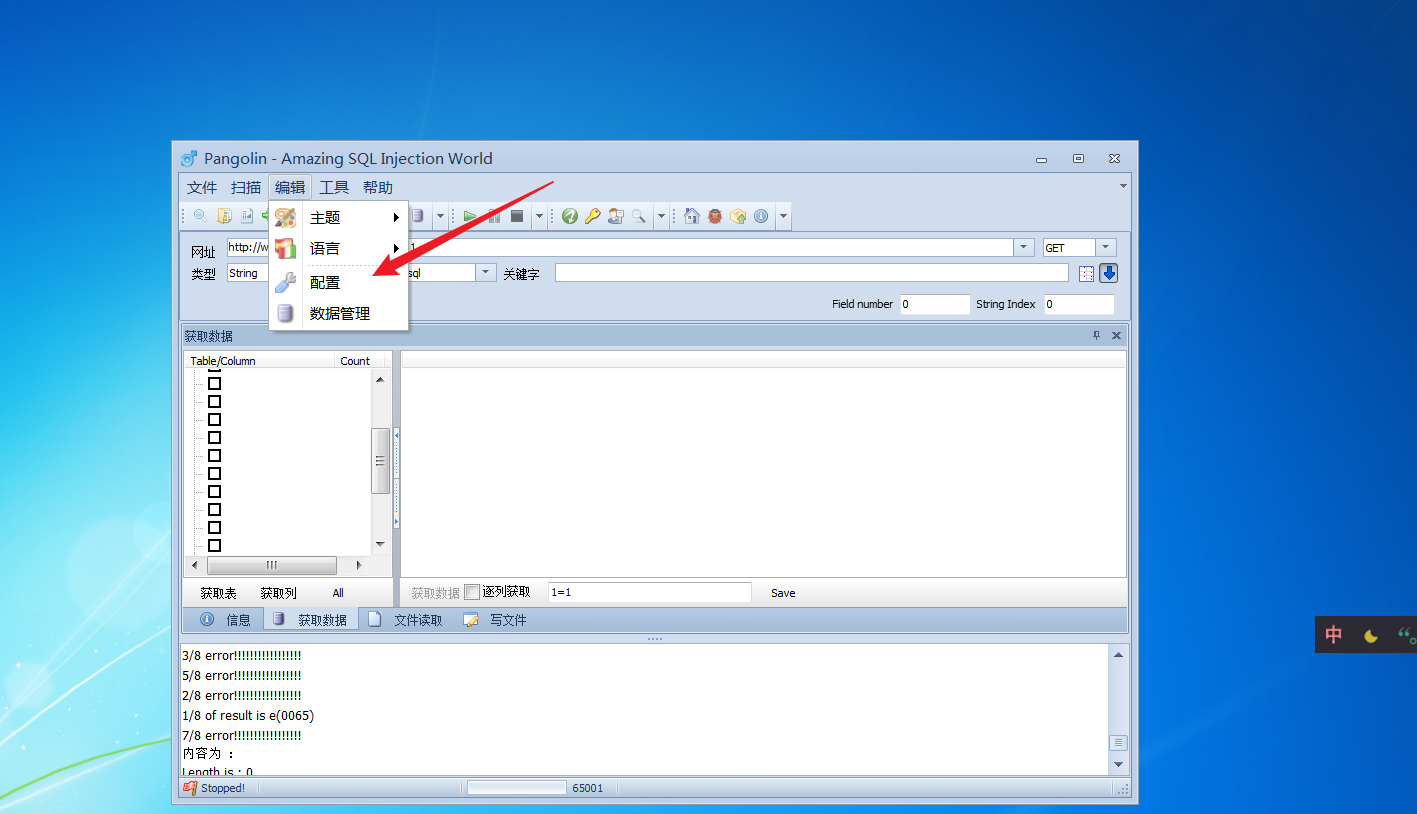 Pangolin - Amazing SQL Injection World
文件 扫描 编辑 工具 帮助
主题
语言
配置
数据管理
网址 http://w 1 GET
类型 String sql 关键字
Field number 0 String Index 0
获取数据
Table/Column Count
获取表 获取列 All 获取数据 逐列获取 1=1 Save
信息 获取数据 文件读取 写文件
3/8 error!!!!!!!!!!!!!!!!!
5/8 error!!!!!!!!!!!!!!!!!
2/8 error!!!!!!!!!!!!!!!!!
1/8 of result is e(0065)
7/8 error!!!!!!!!!!!!!!!!!
内容为 ：
Length is : 0
Stopped! 65001
中